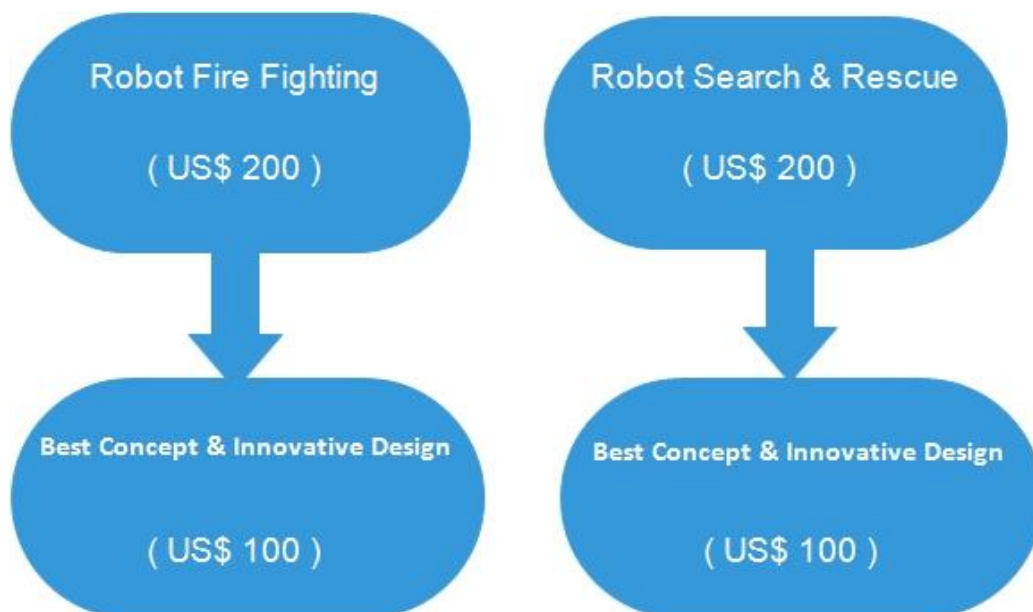 Robot Fire Fighting
( US$ 200 )
Best Concept & Innovative Design
( US$ 100 )
Robot Search & Rescue
( US$ 200 )
Best Concept & Innovative Design
( US$ 100 )